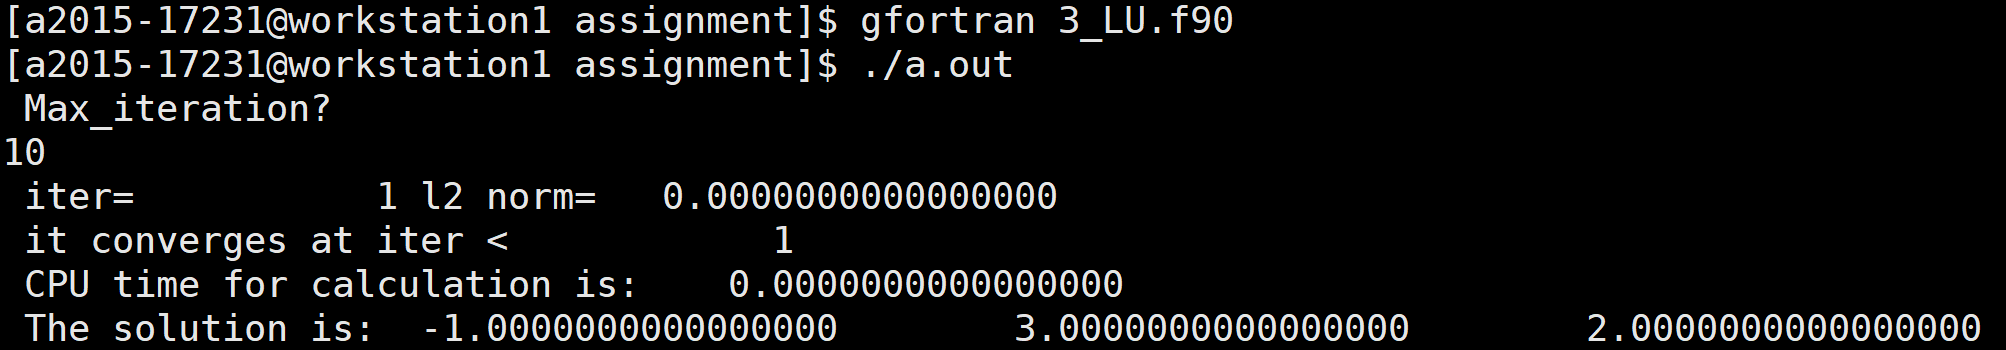 [a2015-17231@workstation1 assignment]$ gfortran 3_LU.f90
[a2015-17231@workstation1 assignment]$ ./a.out
 Max_iteration?
10
 iter=           1 l2 norm=   0.0000000000000000
 it converges at iter <            1
 CPU time for calculation is:    0.0000000000000000
 The solution is:  -1.0000000000000000        3.0000000000000000        2.0000000000000000